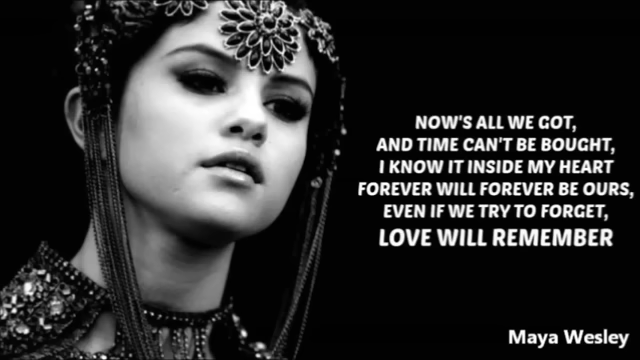 NOW'S ALL WE GOT,
AND TIME CAN'T BE BOUGHT,
I KNOW IT INSIDE MY HEART
FOREVER WILL FOREVER BE OURS,
EVEN IF WE TRY TO FORGET,
LOVE WILL REMEMBER
Maya Wesley